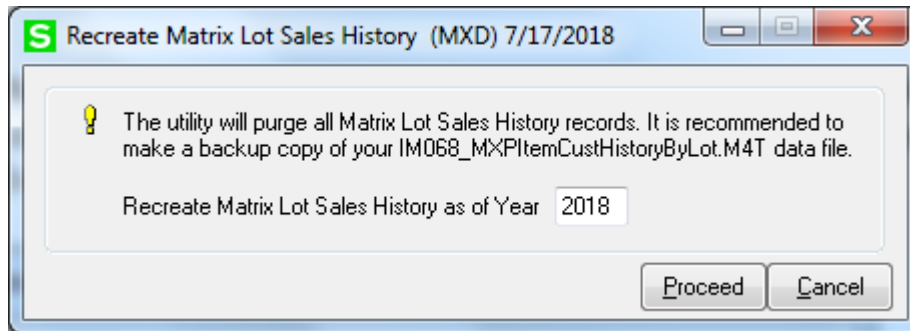 S Recreate Matrix Lot Sales History (MXD) 7/17/2018
The utility will purge all Matrix Lot Sales History records. It is recommended to
make a backup copy of your IM068_MXPItemCustHistoryByLot.M4T data file.
Recreate Matrix Lot Sales History as of Year 2018
Proceed Cancel